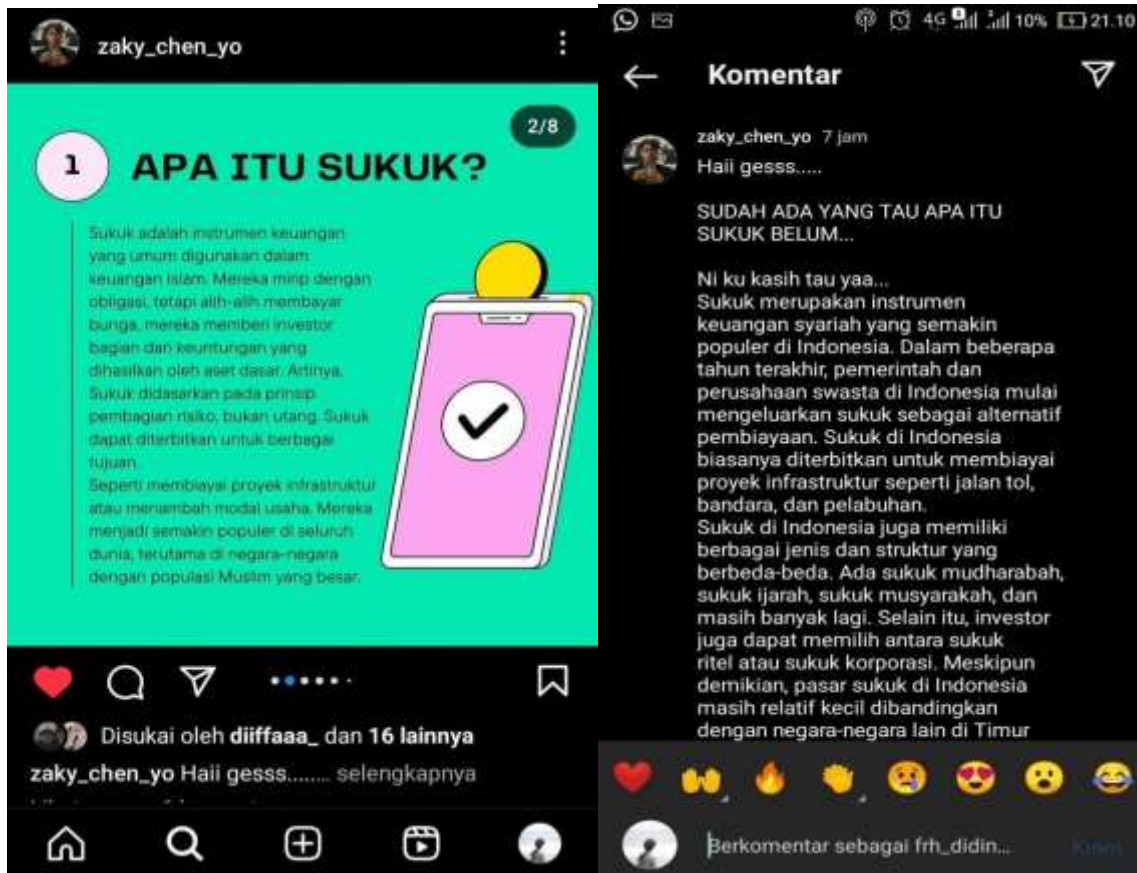 zaky_chen_yo
2/8
1
APA ITU SUKUK?
Sukuk adalah instrumen keuangan
yang umum digunakan dalam
keuangan Islam. Mereka mirip dengan
obligasi, tetapi alih-alih membayar
bunga, mereka memberi investor
bagian dari keuntungan yang
dihasilkan oleh aset dasar. Artinya,
Sukuk didasarkan pada prinsip
pembagian risiko, bukan utang. Sukuk
dapat diterbitkan untuk berbagai
tujuan.
Seperti membiayai proyek infrastruktur
atau menambah modal usaha. Mereka
menjadi semakin populer di seluruh
dunia, terutama di negara-negara
dengan populasi Muslim yang besar.
Disukai oleh diiffaaa_ dan 16 lainnya
zaky_chen_yo Haii gesss........ selengkapnya
4G 10% 21.10
Komentar
zaky_chen_yo 7 jam
Haii gesss.....
SUDAH ADA YANG TAU APA ITU
SUKUK BELUM...
Ni ku kasih tau yaa...
Sukuk merupakan instrumen
keuangan syariah yang semakin
populer di Indonesia. Dalam beberapa
tahun terakhir, pemerintah dan
perusahaan swasta di Indonesia mulai
mengeluarkan sukuk sebagai alternatif
pembiayaan. Sukuk di Indonesia
biasanya diterbitkan untuk membiayai
proyek infrastruktur seperti jalan tol,
bandara, dan pelabuhan.
Sukuk di Indonesia juga memiliki
berbagai jenis dan struktur yang
berbeda-beda. Ada sukuk mudharabah,
sukuk ijarah, sukuk musyarakah, dan
masih banyak lagi. Selain itu, investor
juga dapat memilih antara sukuk
ritel atau sukuk korporasi. Meskipun
demikian, pasar sukuk di Indonesia
masih relatif kecil dibandingkan
dengan negara-negara lain di Timur
Berkomentar sebagai frh_didin... Kirim